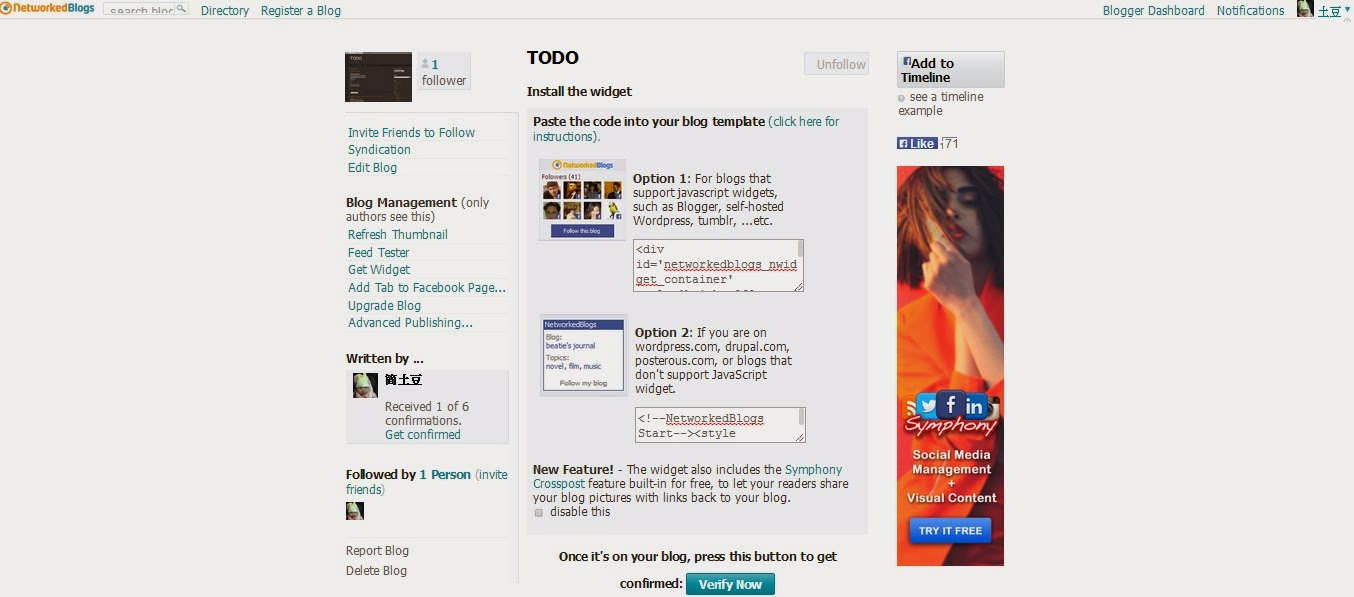 NetworkedBlogs
search blogs
Directory
Register a Blog
Blogger Dashboard
Notifications
土豆
1
follower
Invite Friends to Follow
Syndication
Edit Blog
Blog Management (only
authors see this)
Refresh Thumbnail
Feed Tester
Get Widget
Add Tab to Facebook Page...
Upgrade Blog
Advanced Publishing...
Written by ...
简土豆
Received 1 of 6
confirmations.
Get confirmed
Followed by 1 Person (invite
friends)
Report Blog
Delete Blog
TODO
Unfollow
Install the widget
Paste the code into your blog template (click here for
instructions).
NetworkedBlogs
Followers (41)
Follow this blog
Option 1: For blogs that
support javascript widgets,
such as Blogger, self-hosted
Wordpress, tumblr, ...etc.
<div
id='networkedblogs_nwid
get_container'
NetworkedBlogs
Blog:
beatie's journal
Topics:
novel, film, music
Follow my blog
Option 2: If you are on
wordpress.com, drupal.com,
posterous.com, or blogs that
don't support JavaScript
widget.
<!--NetworkedBlogs
Start--><style
New Feature! - The widget also includes the Symphony
Crosspost feature built-in for free, to let your readers share
your blog pictures with links back to your blog.
disable this
Once it's on your blog, press this button to get
confirmed: Verify Now
Add to
Timeline
see a timeline
example
Like 71
Symphony
Social Media
Management
+
Visual Content
TRY IT FREE